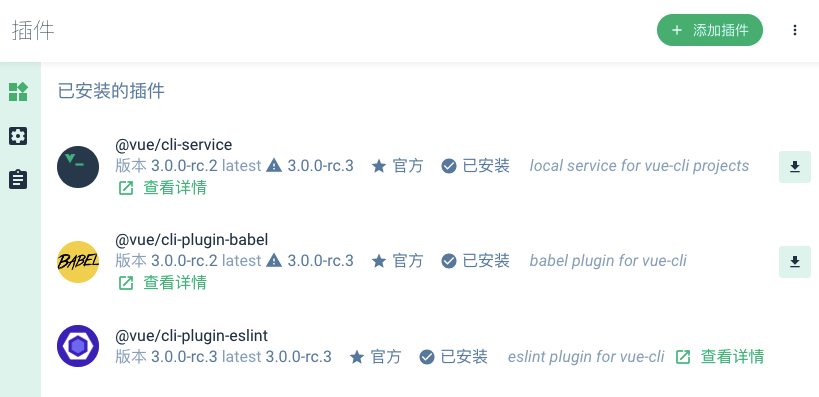 插件
添加插件
已安装的插件
@vue/cli-service
版本 3.0.0-rc.2 latest 3.0.0-rc.3 官方 已安装 local service for vue-cli projects
查看详情
BABEL
@vue/cli-plugin-babel
版本 3.0.0-rc.2 latest 3.0.0-rc.3 官方 已安装 babel plugin for vue-cli
查看详情
@vue/cli-plugin-eslint
版本 3.0.0-rc.3 latest 3.0.0-rc.3 官方 已安装 eslint plugin for vue-cli 查看详情